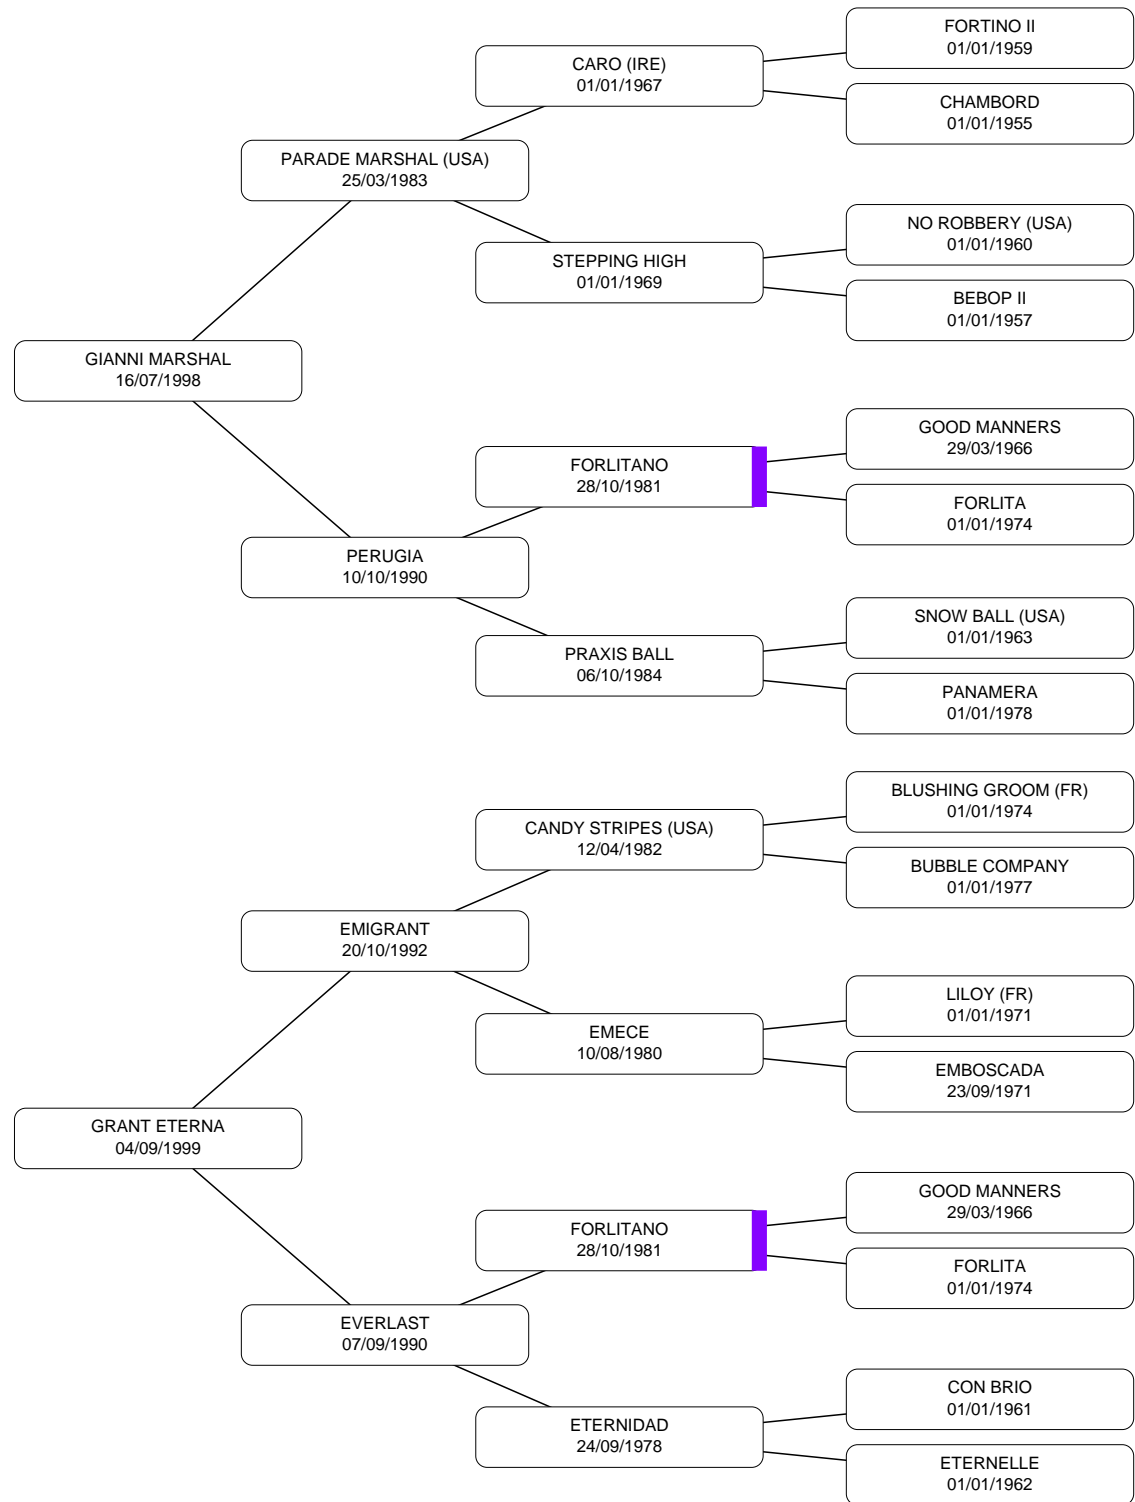 FORTINO II
01/01/1959
CARO (IRE)
01/01/1967
CHAMBORD
01/01/1955
PARADE MARSHAL (USA)
25/03/1983
NO ROBBERY (USA)
01/01/1960
STEPPING HIGH
01/01/1969
BEBOP II
01/01/1957
GIANNI MARSHAL
16/07/1998
GOOD MANNERS
29/03/1966
FORLITANO
28/10/1981
FORLITA
01/01/1974
PERUGIA
10/10/1990
SNOW BALL (USA)
01/01/1963
PRAXIS BALL
06/10/1984
PANAMERA
01/01/1978
BLUSHING GROOM (FR)
01/01/1974
CANDY STRIPES (USA)
12/04/1982
BUBBLE COMPANY
01/01/1977
EMIGRANT
20/10/1992
LILOY (FR)
01/01/1971
EMECE
10/08/1980
EMBOSCADA
23/09/1971
GRANT ETERNA
04/09/1999
GOOD MANNERS
29/03/1966
FORLITANO
28/10/1981
FORLITA
01/01/1974
EVERLAST
07/09/1990
CON BRIO
01/01/1961
ETERNIDAD
24/09/1978
ETERNELLE
01/01/1962